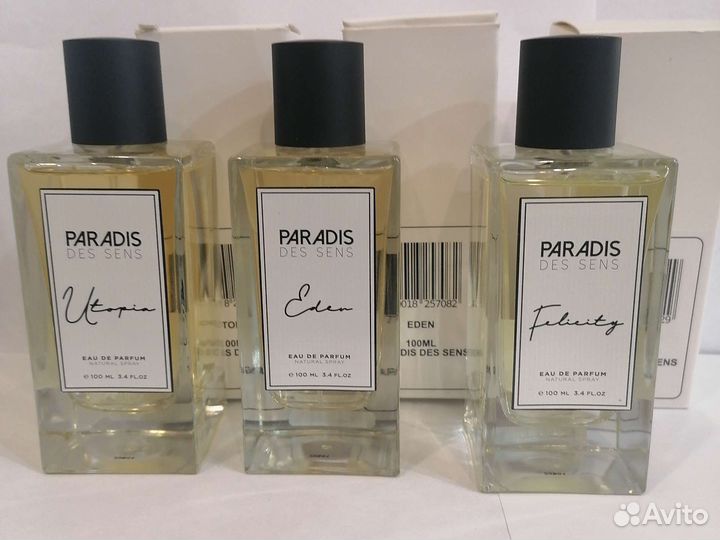 PARADIS
DES SENS
Utopia
EAU DE PARFUM
NATURAL SPRAY
e 100 ML 3.4 FL.OZ
PARADIS
DES SENS
Eden
EAU DE PARFUM
NATURAL SPRAY
e 100 ML 3.4 FL.OZ
0018 257082
EDEN
100ML
DIS DES SENS
PARADIS
DES SENS
Felicity
EAU DE PARFUM
NATURAL SPRAY
e 100 ML 3.4 FL.OZ
ENS
Avito